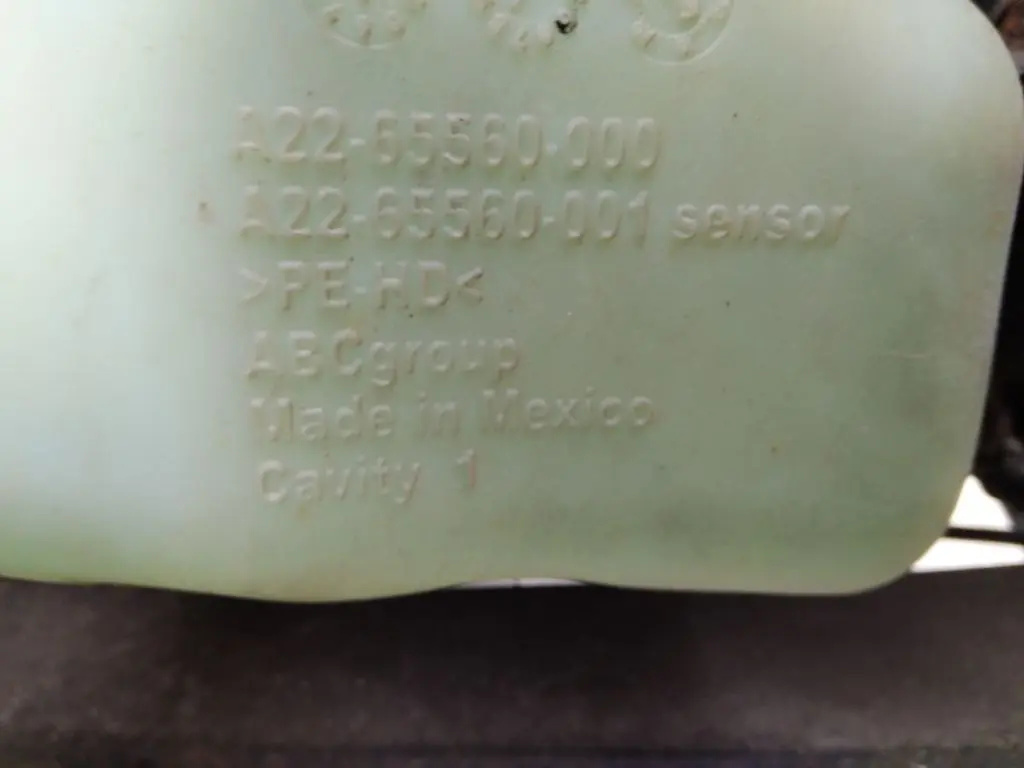 A22-65560-000
A22-65560-001 sensor
>PE-HD<
ABCgroup
Made in Mexico
Cavity 1